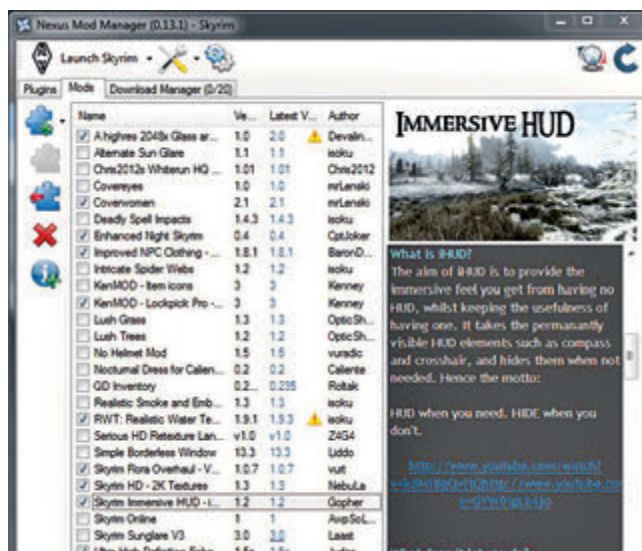 Nexus Mod Manager (0.13.1) - Skyrim
Launch Skyrim
Plugins Mods Download Manager (0/20)
Name Ve... Latest V... Author
A highres 2048x Glass ar... 1.0 2.0 Devalin...
Alternate Sun Glare 1.1 1.1 isoku
Chris2012s Whiterun HQ ... 1.01 1.01 Chris2012
Covereyes 1.0 1.0 mrLenski
Coverwomen 2.1 2.1 mrLenski
Deadly Spell Impacts 1.4.3 1.4.3 isoku
Enhanced Night Skyrim 0.4 0.4 CptJoker
Improved NPC Clothing -... 1.8.1 1.8.1 BaronD...
Intricate Spider Webs 1.2 1.2 isoku
KenMOD - Item icons 3 3 Kenney
KenMOD - Lockpick Pro -... 3 3 Kenney
Lush Grass 1.3 1.3 OpticSh...
Lush Trees 1.2 1.2 OpticSh...
No Helmet Mod 1.5 1.5 vuradic
Nocturnal Dress for Calien... 0.2 0.2 Caliente
QD Inventory 0.2... 0.235 Roltak
Realistic Smoke and Emb... 1.3 1.3 isoku
RWT: Realistic Water Te... 1.9.1 1.9.3 isoku
Serious HD Retexture Lan... v1.0 v1.0 Z4G4
Simple Borderless Window 13.3 13.3 Liddo
Skyrim Flora Overhaul - V... 1.0.7 1.0.7 vurt
Skyrim HD - 2K Textures 1.3 1.3 NebuLa
Skyrim Immersive HUD - i... 1.2 1.2 Gopher
Skyrim Online 1 1
Skyrim Sunglare V3 3.0 3.0 Laast
IMMERSIVE HUD
What is iHUD?
The aim of iHUD is to provide the
immersive feel you get from having no
HUD, whilst keeping the usefulness of
having one. It takes the permanantly
visible HUD elements such as compass
and crosshair, and hides them when not
needed. Hence the motto:
HUD when you need. HIDE when you
don't.